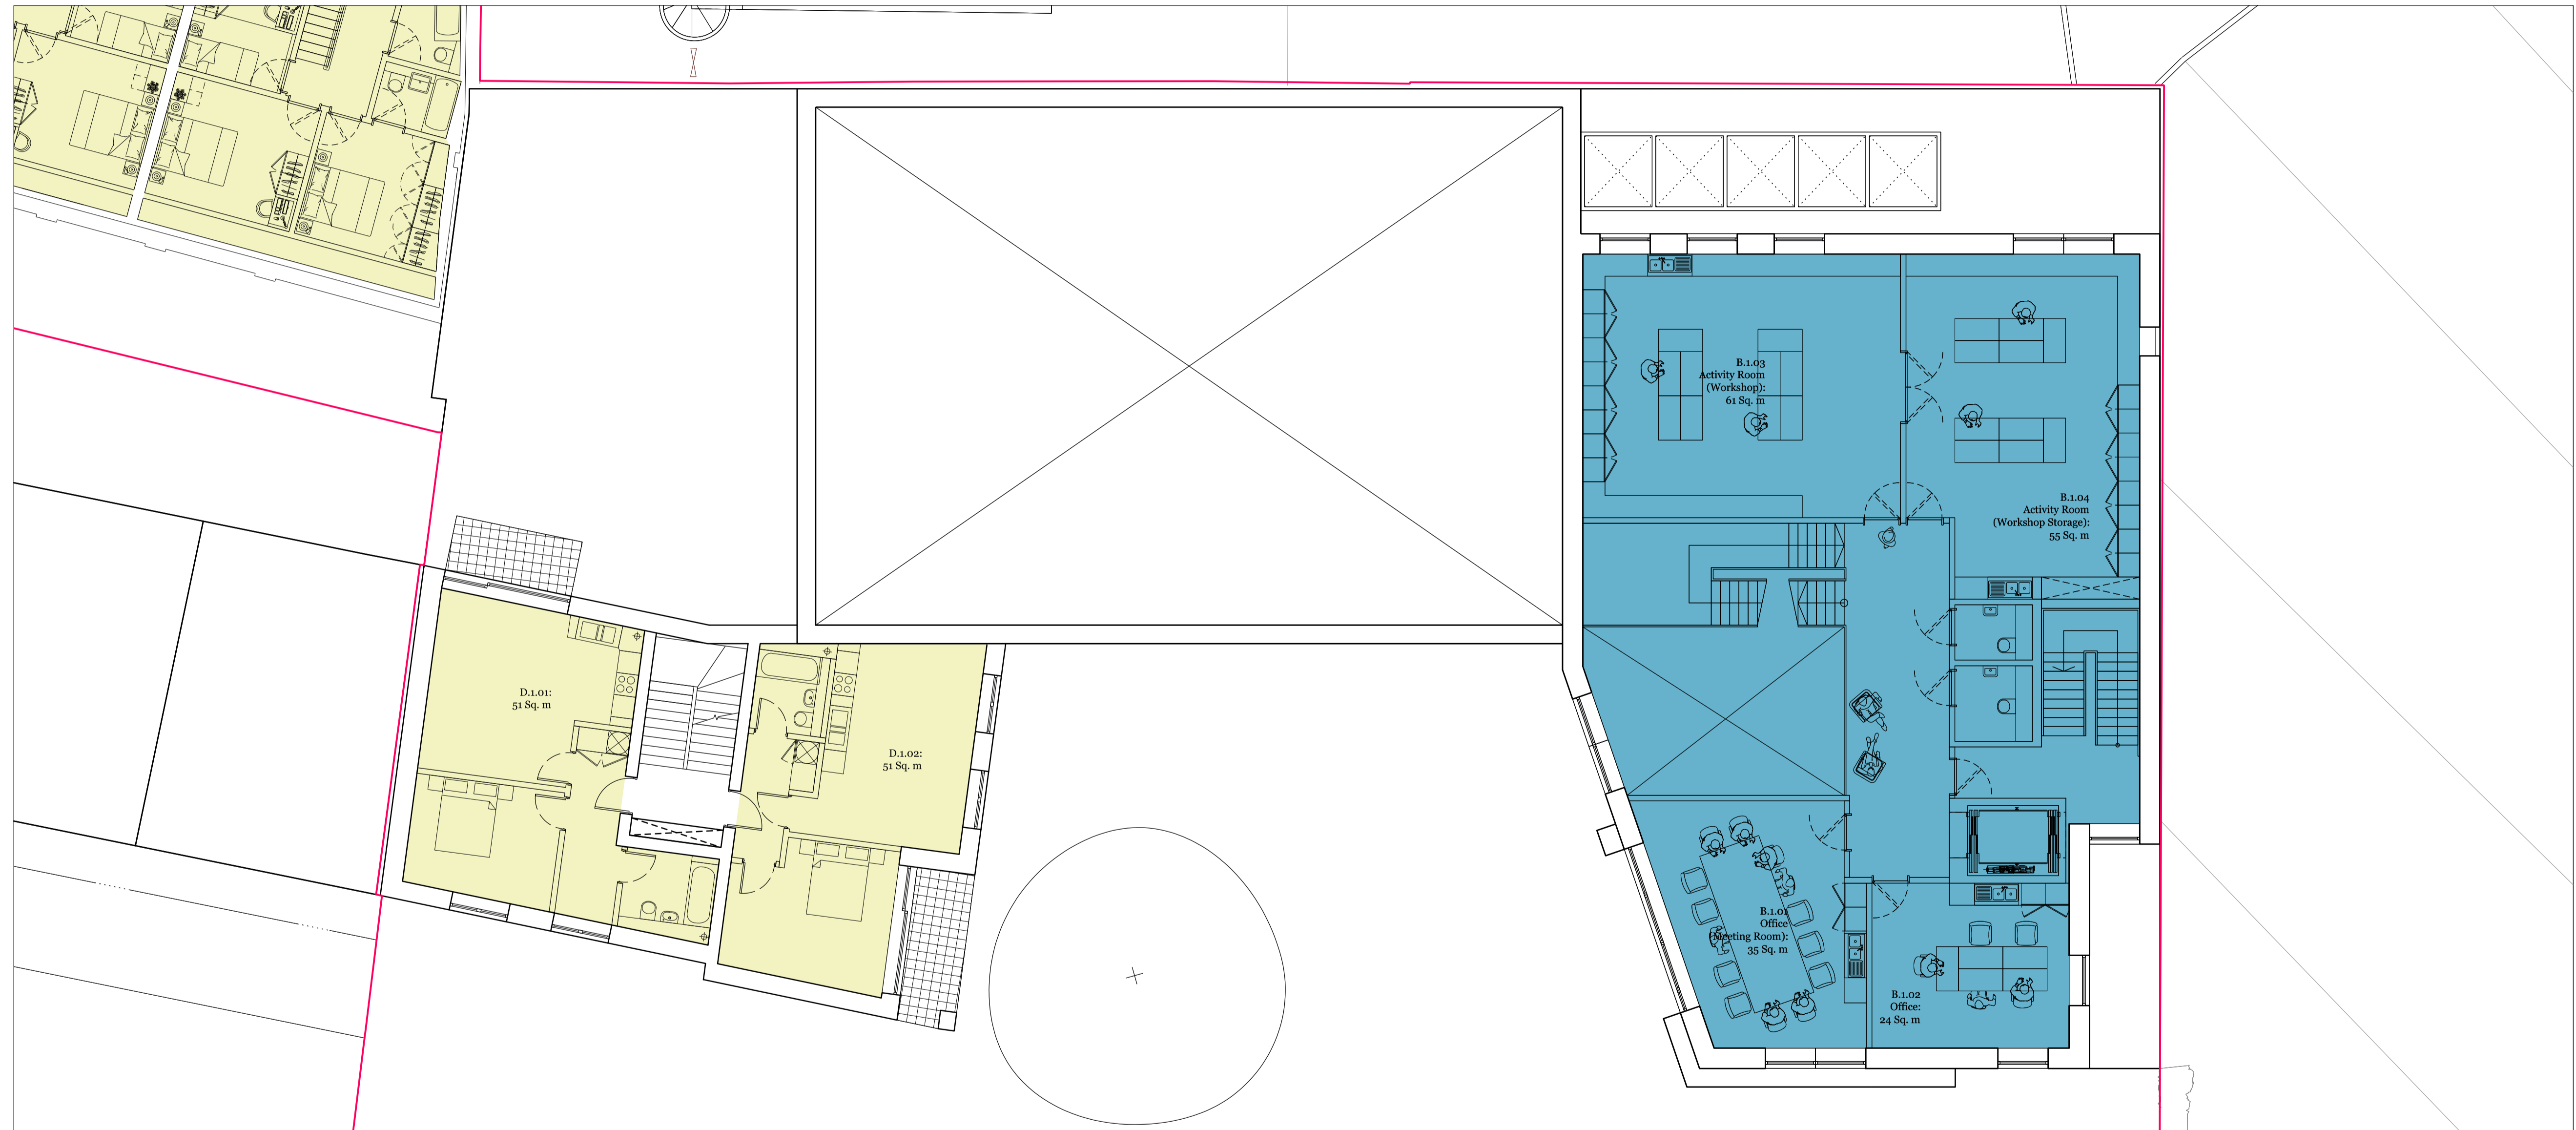 B.1.03
Activity Room
(Workshop):
61 Sq. m
B.1.04
Activity Room
(Workshop Storage):
55 Sq. m
D.1.01:
51 Sq. m
D.1.02:
51 Sq. m
B.1.01
Office
(Meeting Room):
35 Sq. m
B.1.02
Office:
24 Sq. m